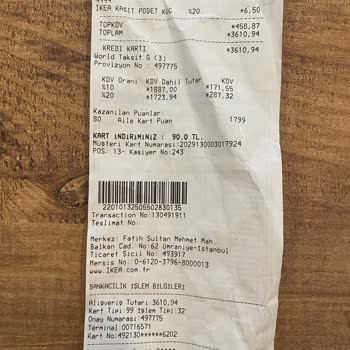 IKEA KAĞIT POŞET KÜÇ %20 *6,50
TOPKDV *458,87
TOPLAM *3610,94
KREDİ KARTI *3610,94
World Taksit G (3)
Provizyon No : 497775
KDV Oranı KDV Dahil Tutar KDV
%10 *1887,00 *171,55
%20 *1723,94 *287,32
Kazanılan Puanlar:
80 Aile Kart Puan 1799
KART İNDİRİMİNİZ : 90.0 TL.
Müşteri Kart Numarası:2029130003017924
POS: 13- Kasiyer No:243
22010132505602830135
Transaction No:130491911
Teslimat No:
Merkez: Fatih Sultan Mehmet Mah.
Balkan Cad. No:62 Ümraniye-İstanbul
Ticaret Sicil No:493917
Mersis No:0-6120-3796-8000013
www.IKEA.com.tr
BANKACILIK İŞLEM BİLGİLERİ
Alışveriş Tutarı:3610,94
Kart Tipi:99 İşlem Tipi:32
Onay Numarası:497775
Terminal:00716571
Kart No:492130******6202